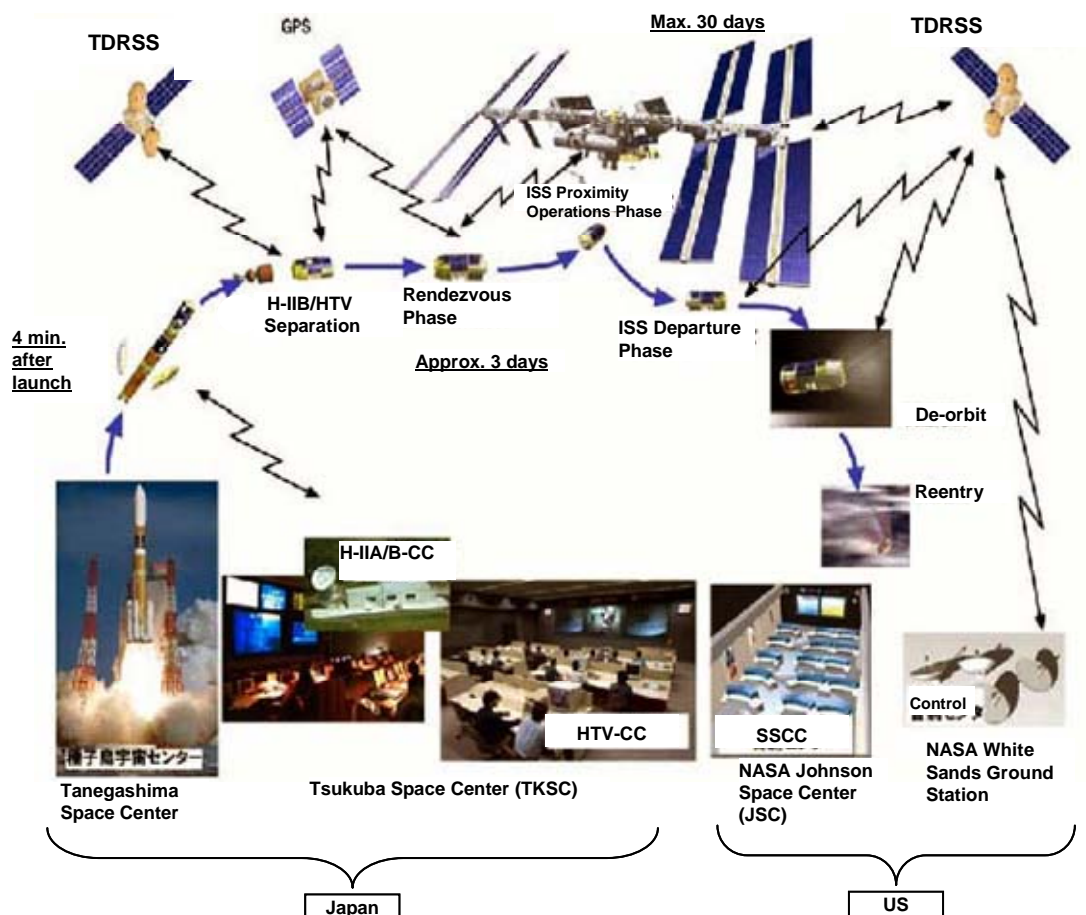 TDRSS
GPS
Max. 30 days
TDRSS
ISS Proximity
Operations Phase
H-IIB/HTV
Separation
Rendezvous
Phase
ISS Departure
Phase
4 min.
after
launch
Approx. 3 days
De-orbit
Reentry
H-IIA/B-CC
HTV-CC
SSCC
Control
種子島宇宙センター
Tanegashima
Space Center
Tsukuba Space Center (TKSC)
NASA Johnson
Space Center
(JSC)
NASA White
Sands Ground
Station
Japan
US